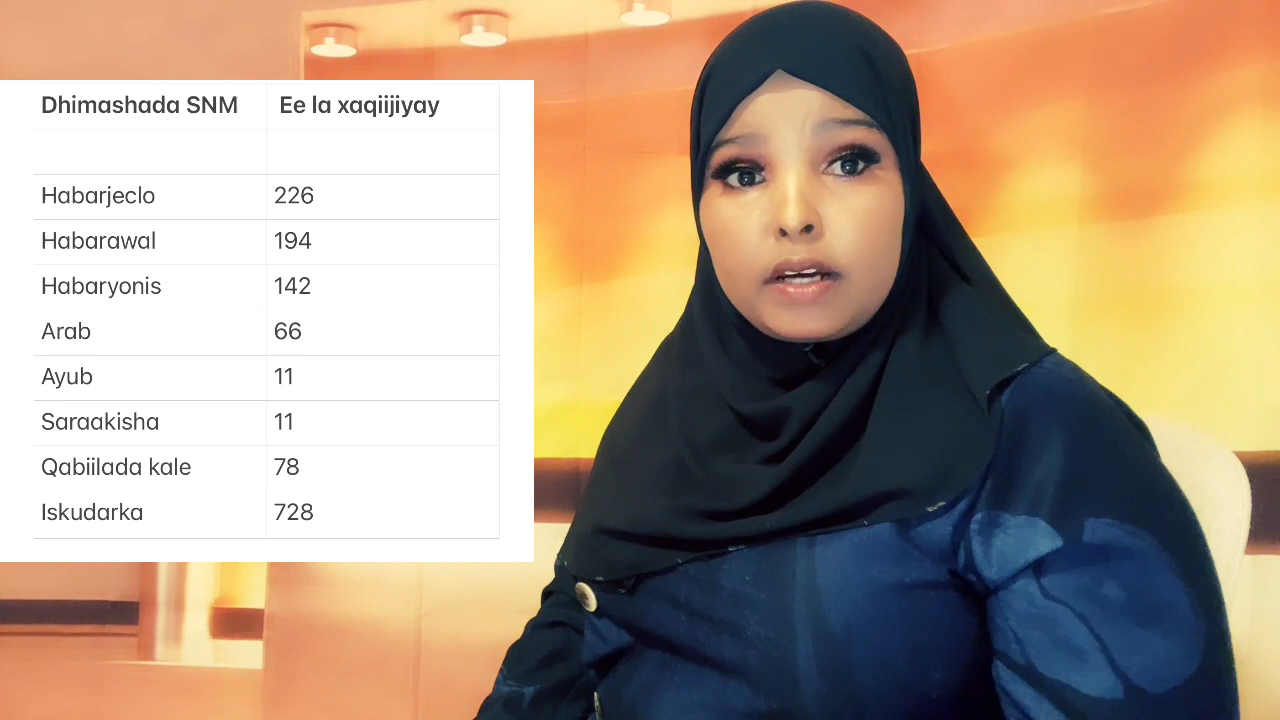 Dhimashada SNM Ee la xaqiijiyay
Habarjeclo 226
Habarawal 194
Habaryonis 142
Arab 66
Ayub 11
Saraakisha 11
Qabiilada kale 78
Iskudarka 728